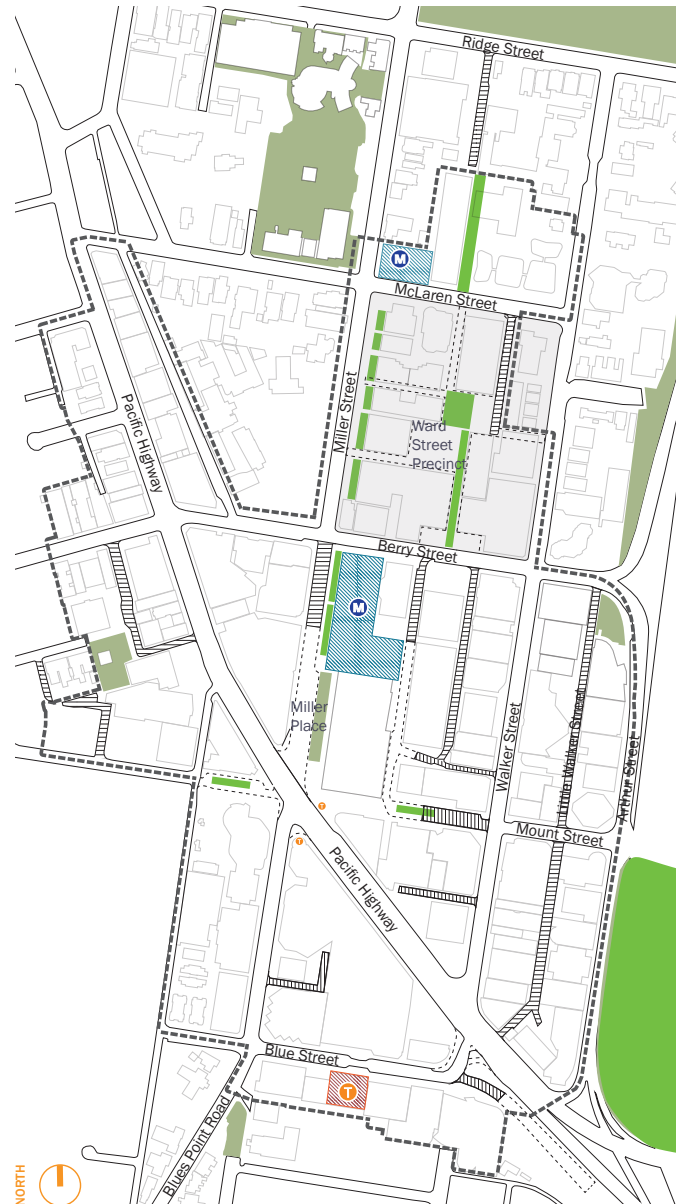 Ridge Street
M
McLaren Street
Miller Street
Pacific Highway
Ward
Street
Precinct
Berry Street
M
Miller
Place
Walker Street
Little Walker Street
Arthur Street
T
Mount Street
T
Pacific Highway
Blue Street
T
Blues Point Road
NORTH